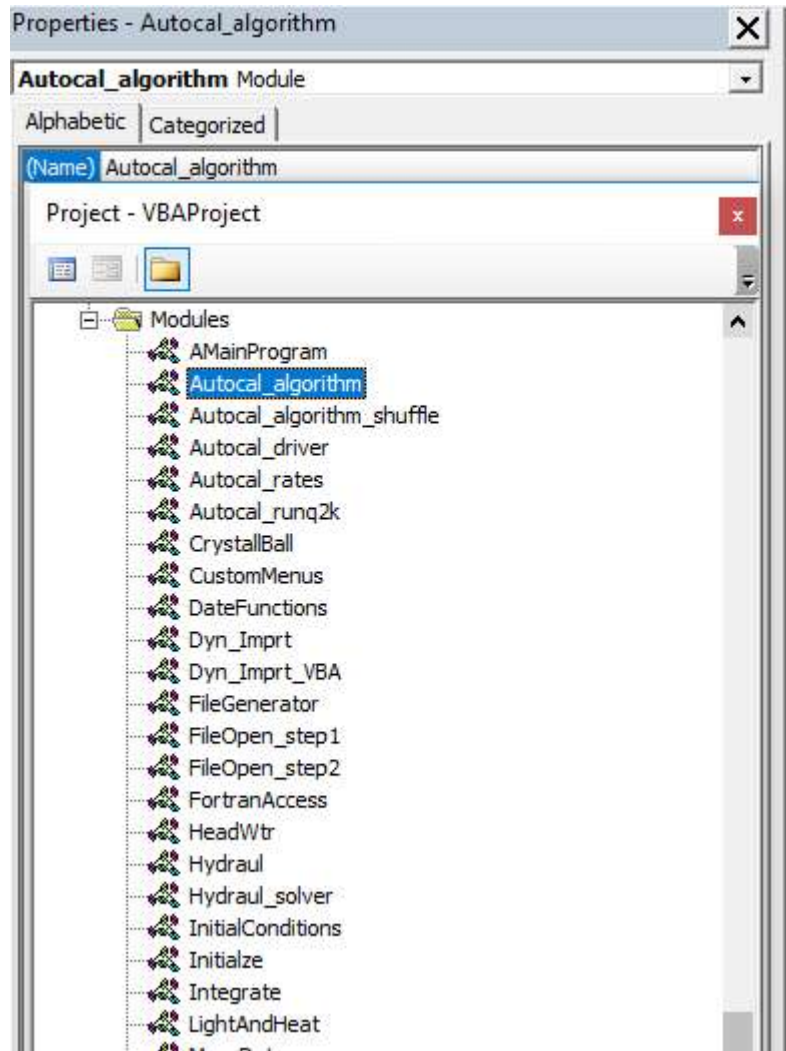 Properties - Autocal_algorithm
Autocal_algorithm Module
Alphabetic Categorized
(Name) Autocal_algorithm
Project - VBAProject
Modules
AMainProgram
Autocal_algorithm
Autocal_algorithm_shuffle
Autocal_driver
Autocal_rates
Autocal_runq2k
CrystallBall
CustomMenus
DateFunctions
Dyn_Imprt
Dyn_Imprt_VBA
FileGenerator
FileOpen_step1
FileOpen_step2
FortranAccess
HeadWtr
Hydraul
Hydraul_solver
InitialConditions
Initialze
Integrate
LightAndHeat